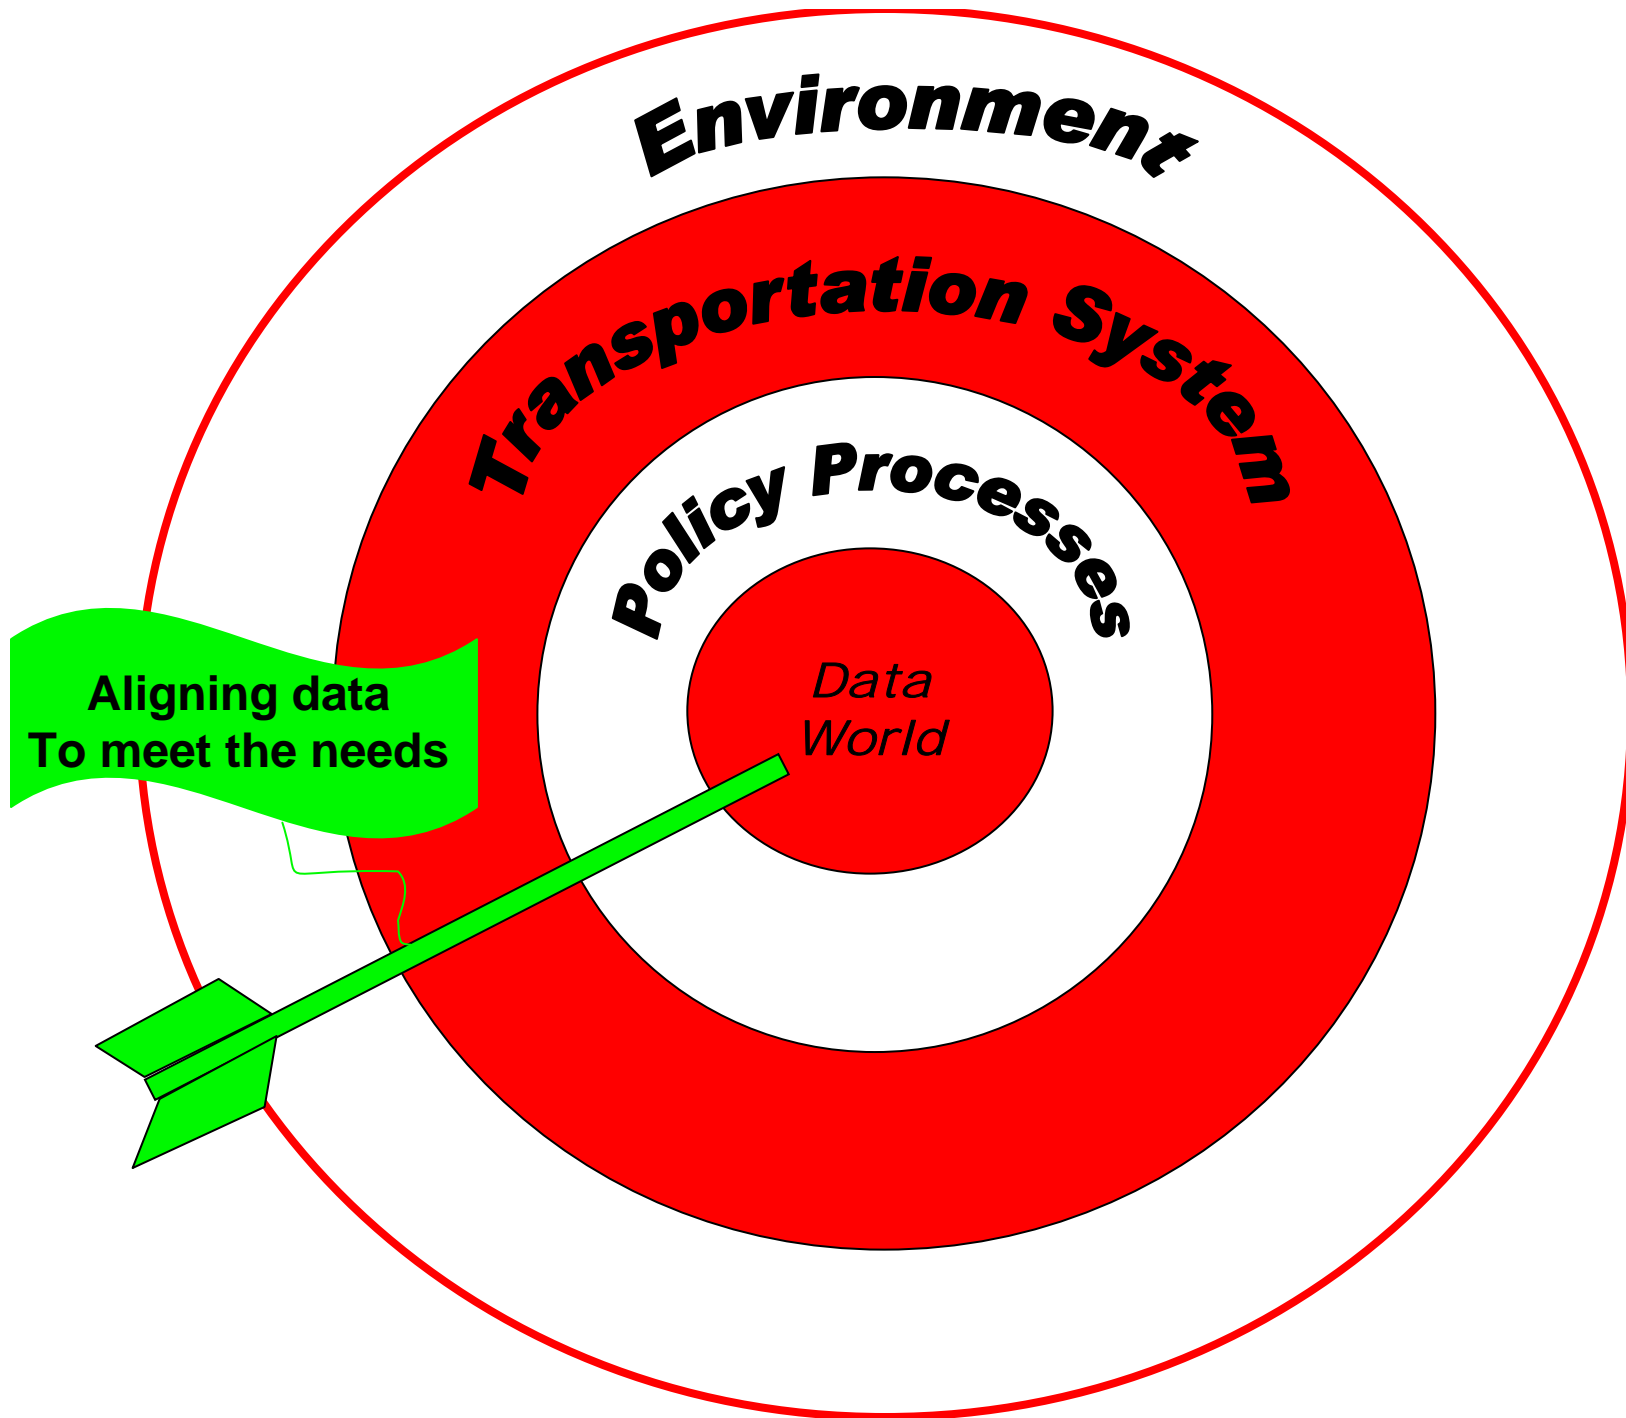 Environment
Transportation System
Policy Processes
Data
World
Aligning data
To meet the needs